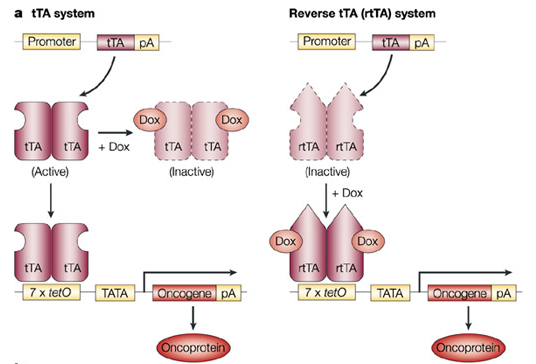 a tTA system
Promoter tTA pA
Dox Dox
tTA tTA + Dox tTA tTA
(Active) (Inactive)
tTA tTA
7 x tetO TATA Oncogene pA
Oncoprotein
Reverse tTA (rtTA) system
Promoter tTA pA
rtTA rtTA
(Inactive)
+ Dox
Dox Dox
rtTA rtTA
7 x tetO TATA Oncogene pA
Oncoprotein